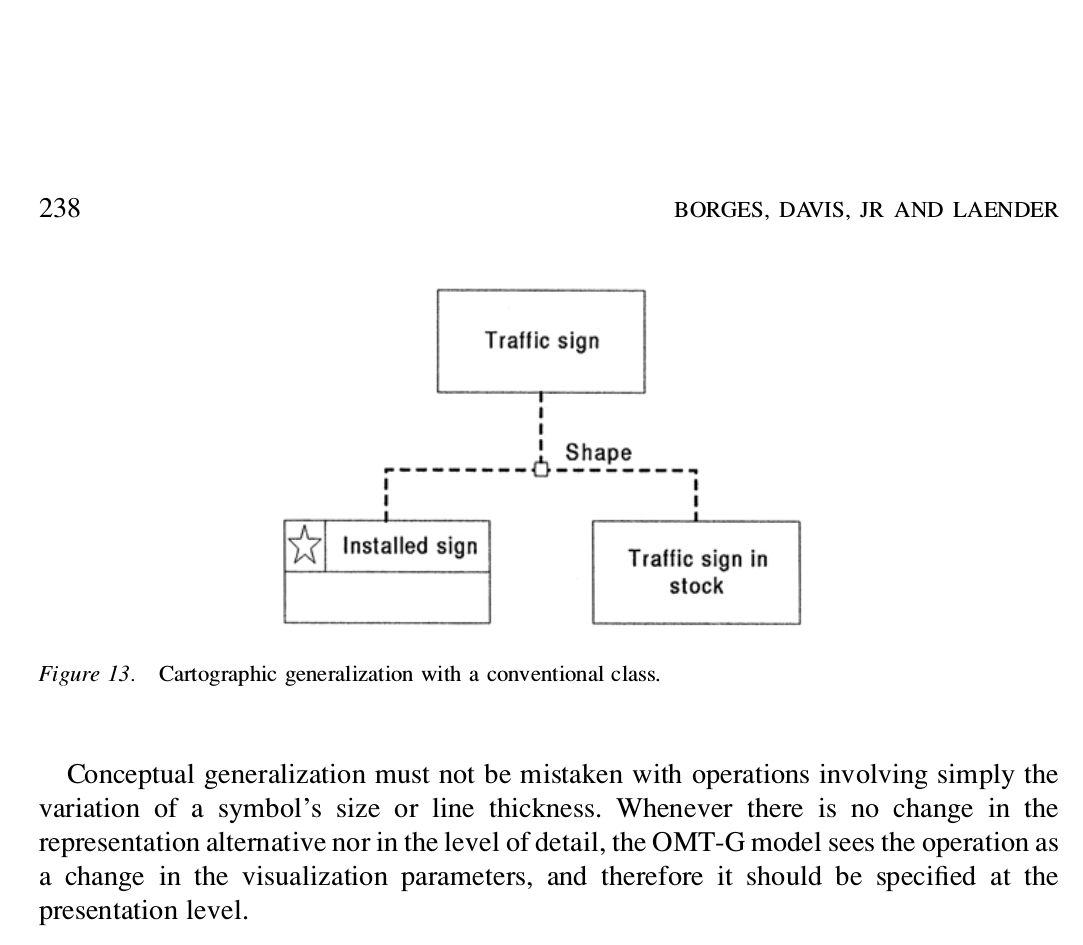 238
BORGES, DAVIS, JR AND LAENDER
Traffic sign
Shape
Installed sign
Traffic sign in
stock
Figure 13. Cartographic generalization with a conventional class.
Conceptual generalization must not be mistaken with operations involving simply the
variation of a symbol's size or line thickness. Whenever there is no change in the
representation alternative nor in the level of detail, the OMT-G model sees the operation as
a change in the visualization parameters, and therefore it should be specified at the
presentation level.